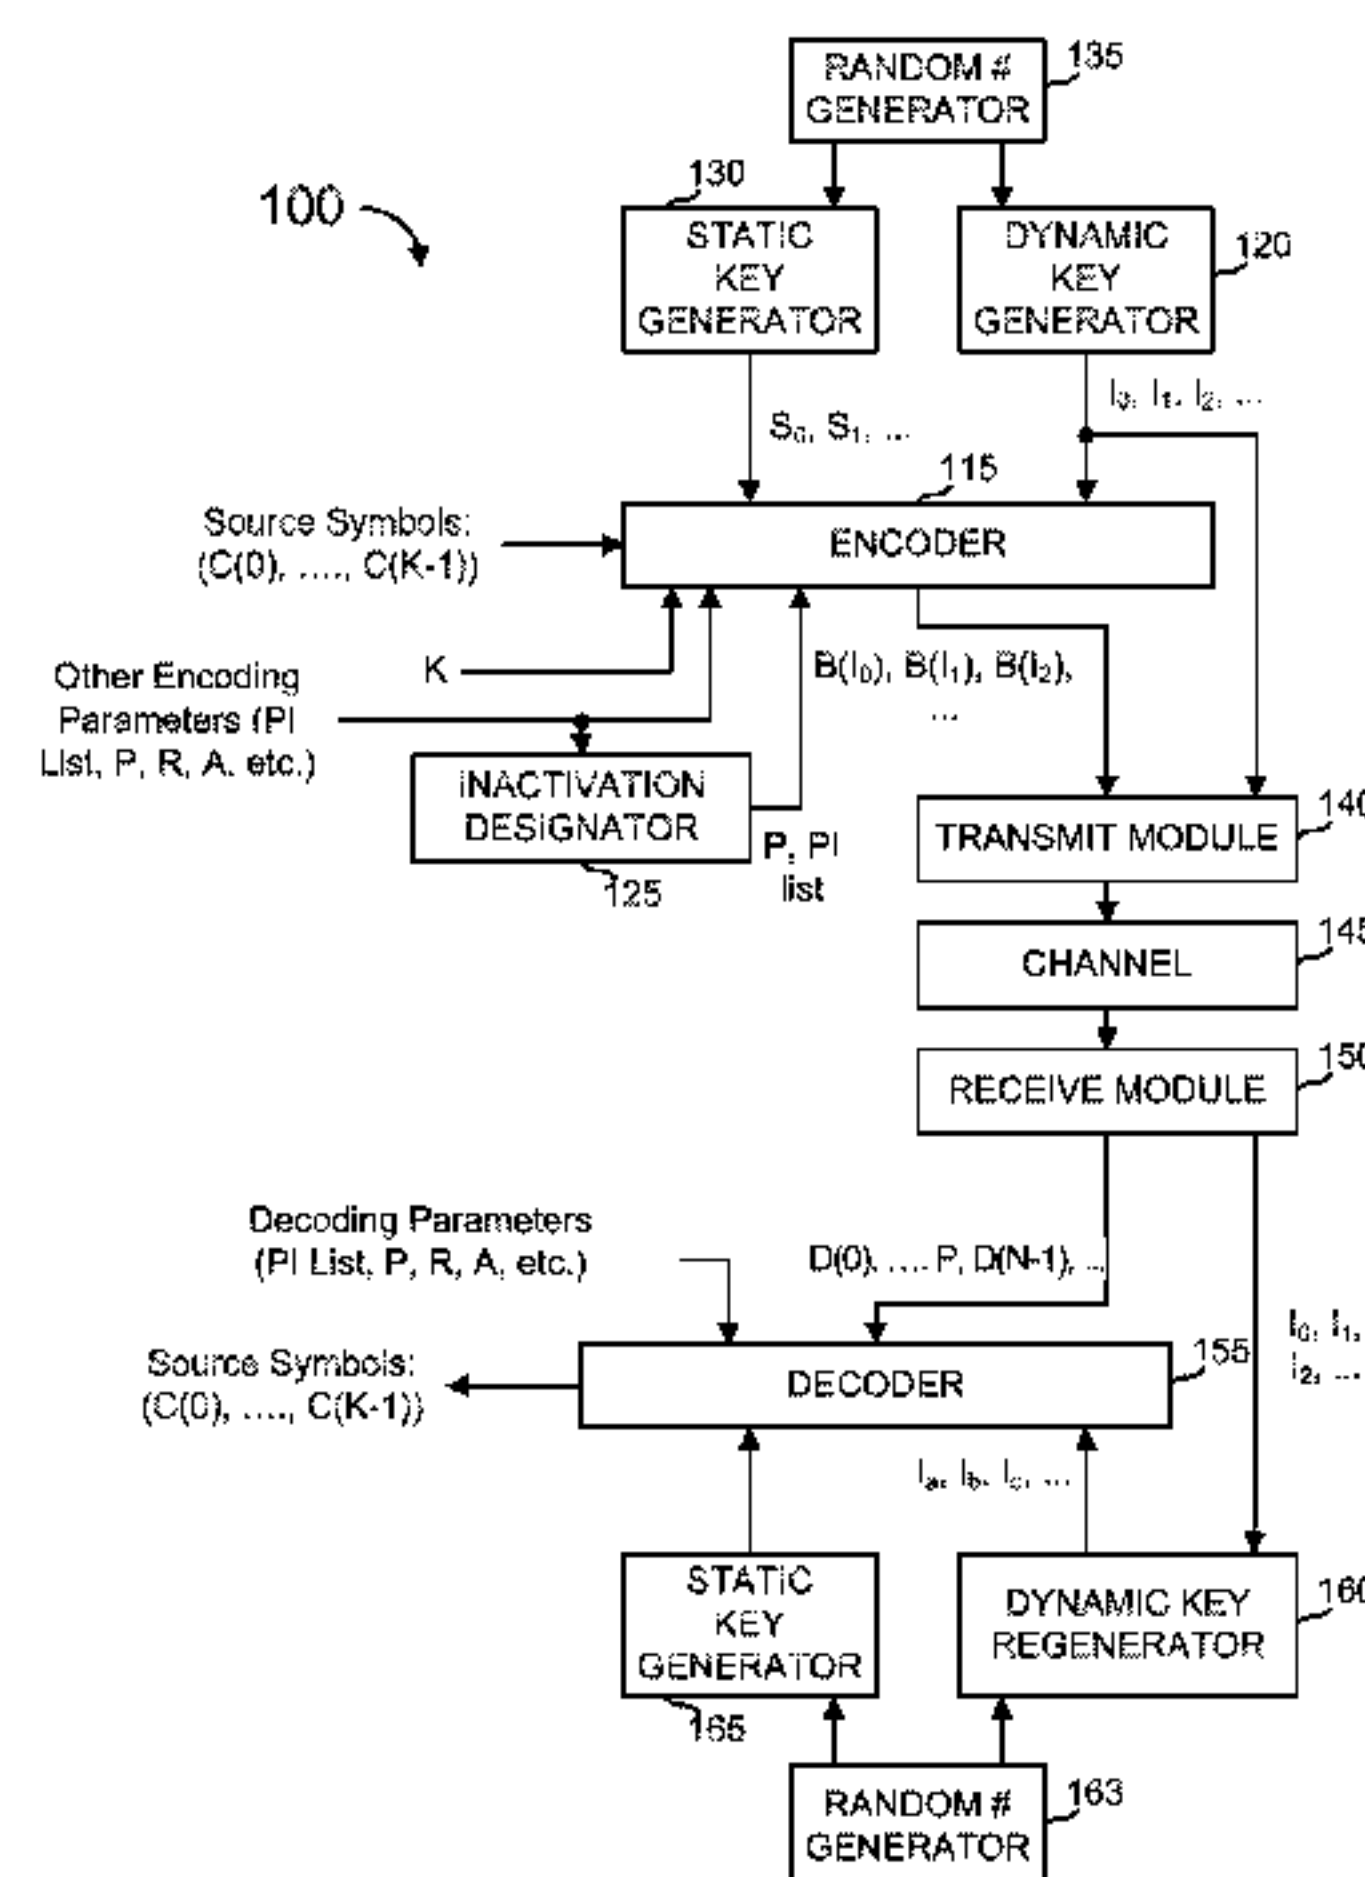 RANDOM #
GENERATOR
135
100
130
STATIC
KEY
GENERATOR
DYNAMIC
KEY
GENERATOR
120
S₀, S₁, ...
I₀, I₁, I₂, ...
115
Source Symbols:
(C(0), ...., C(K-1))
ENCODER
Other Encoding
Parameters (PI
List, P, R, A, etc.)
K
B(I₀), B(I₁), B(I₂),
...
INACTIVATION
DESIGNATOR
125
P, PI
list
TRANSMIT MODULE
140
CHANNEL
145
RECEIVE MODULE
150
Decoding Parameters
(PI List, P, R, A, etc.)
D(0), .... P, D(N-1), ..
I₀, I₁,
I₂, ...
Source Symbols:
(C(0), ...., C(K-1))
DECODER
155
Iₐ, I_b, I_c, ...
STATIC
KEY
GENERATOR
165
DYNAMIC KEY
REGENERATOR
160
RANDOM #
GENERATOR
163